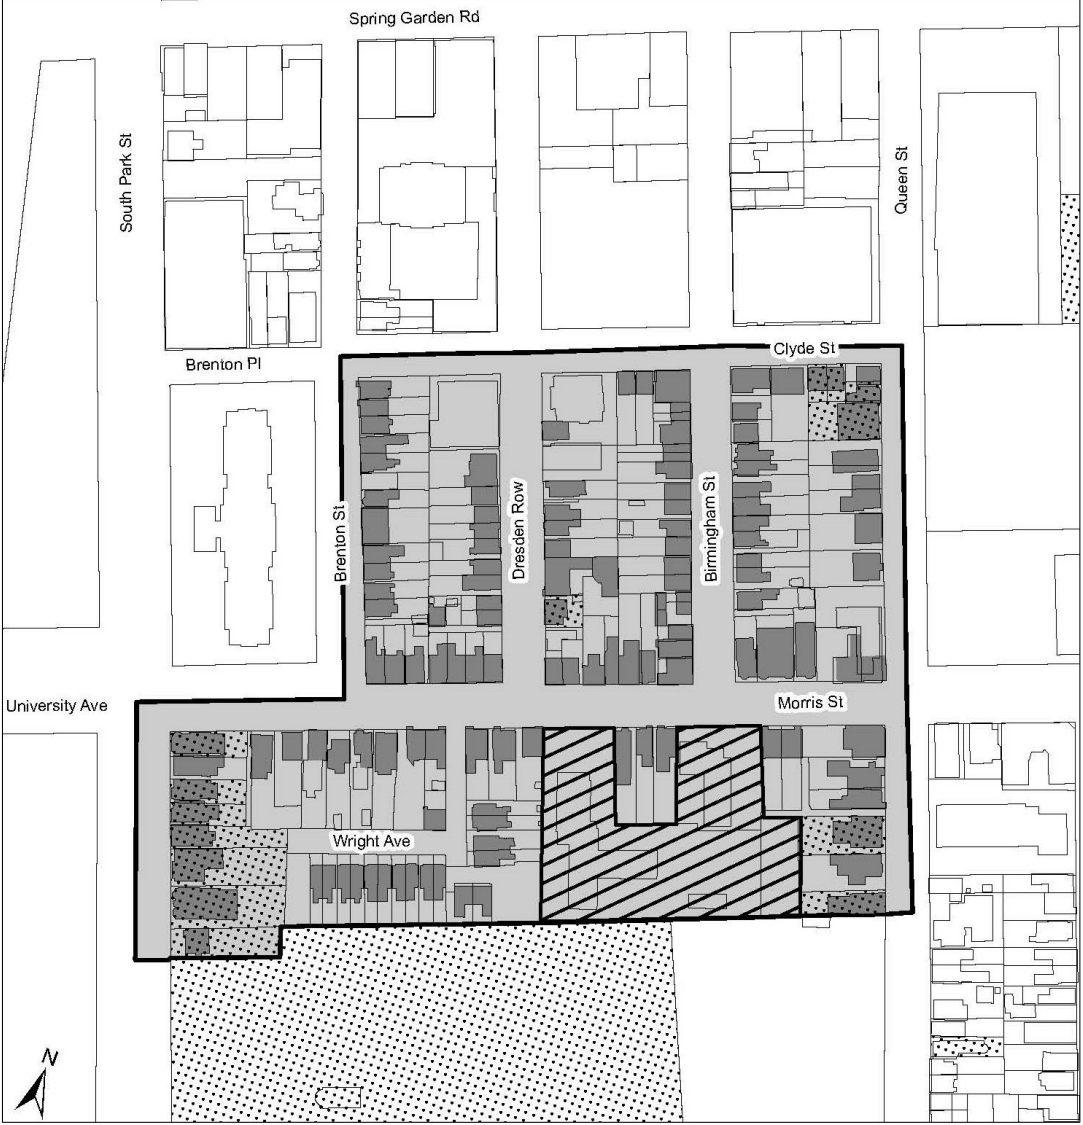 Spring Garden Rd
South Park St
Queen St
Clyde St
Brenton Pl
Brenton St
Dresden Row
Birmingham St
University Ave
Morris St
Wright Ave
N